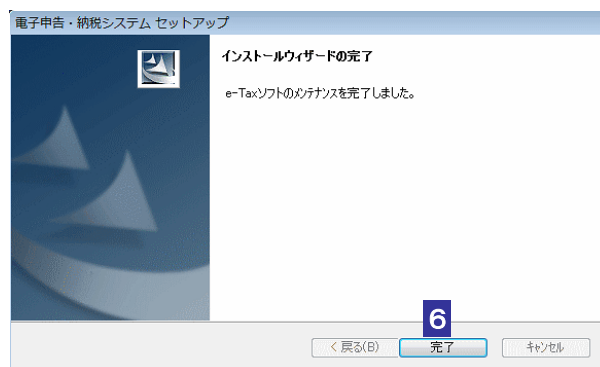 電子申告・納税システム セットアップ
インストールウィザードの完了
e-Taxソフトのメンテナンスを完了しました。
6
< 戻る(B)
完了
キャンセル